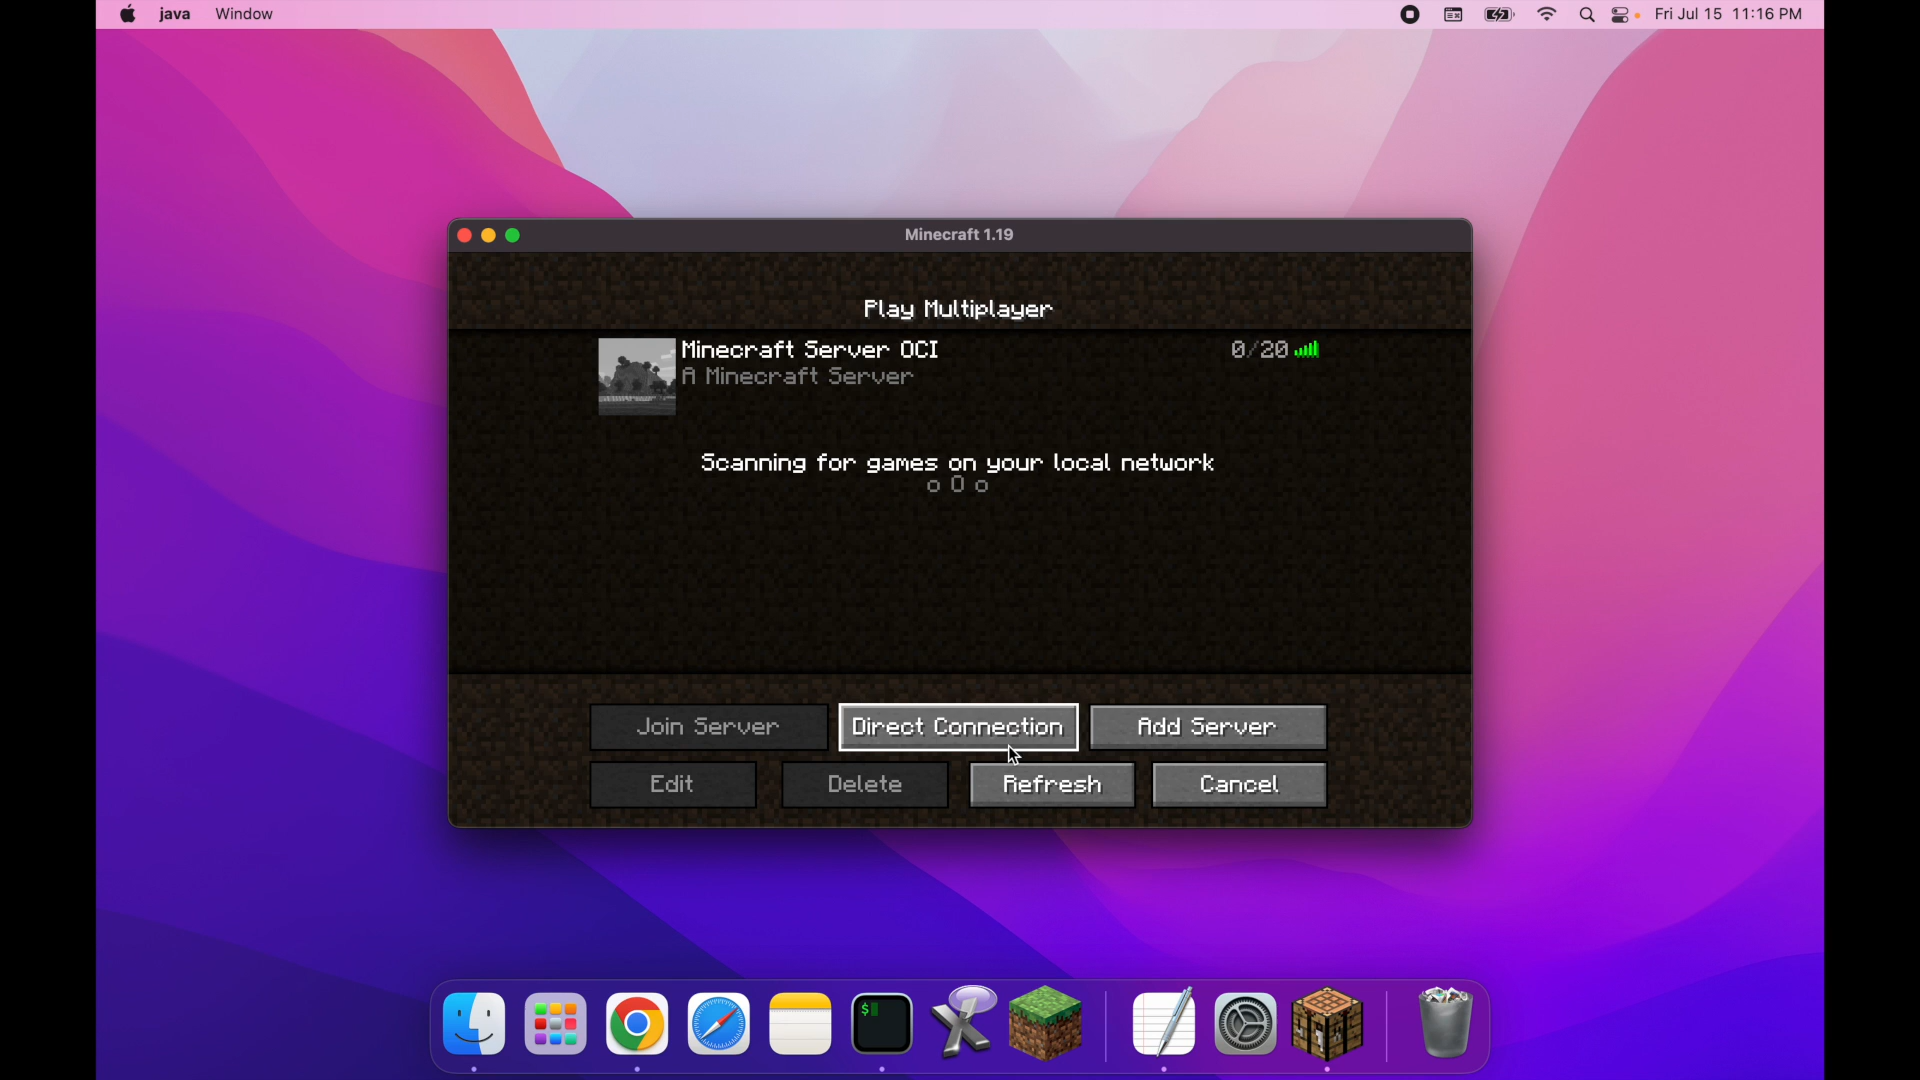 java Window Fri Jul 15 11:16 PM
Minecraft 1.19
Play Multiplayer
Minecraft Server OCI 0/20
A Minecraft Server
Scanning for games on your local network
o O o
Join Server Direct Connection Add Server
Edit Delete Refresh Cancel
$